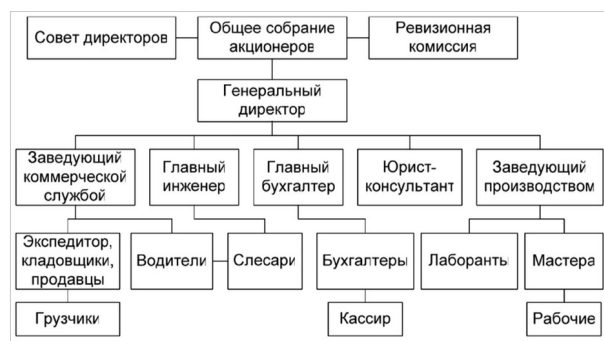 Совет директоров
Общее собрание
акционеров
Ревизионная
комиссия
Генеральный
директор
Заведующий
коммерческой
службой
Главный
инженер
Главный
бухгалтер
Юрист-
консультант
Заведующий
производством
Экспедитор,
кладовщики,
продавцы
Водители
Слесари
Бухгалтеры
Лаборанты
Мастера
Грузчики
Кассир
Рабочие